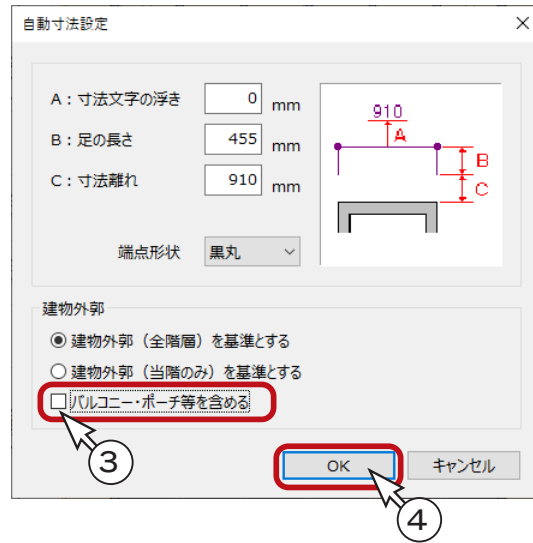 自動寸法設定 ×
A：寸法文字の浮き 0 mm
B：足の長さ 455 mm
C：寸法離れ 910 mm
端点形状 黒丸
910
A
B
C
建物外郭
建物外郭（全階層）を基準とする
建物外郭（当階のみ）を基準とする
バルコニー・ポーチ等を含める
③
OK キャンセル
④